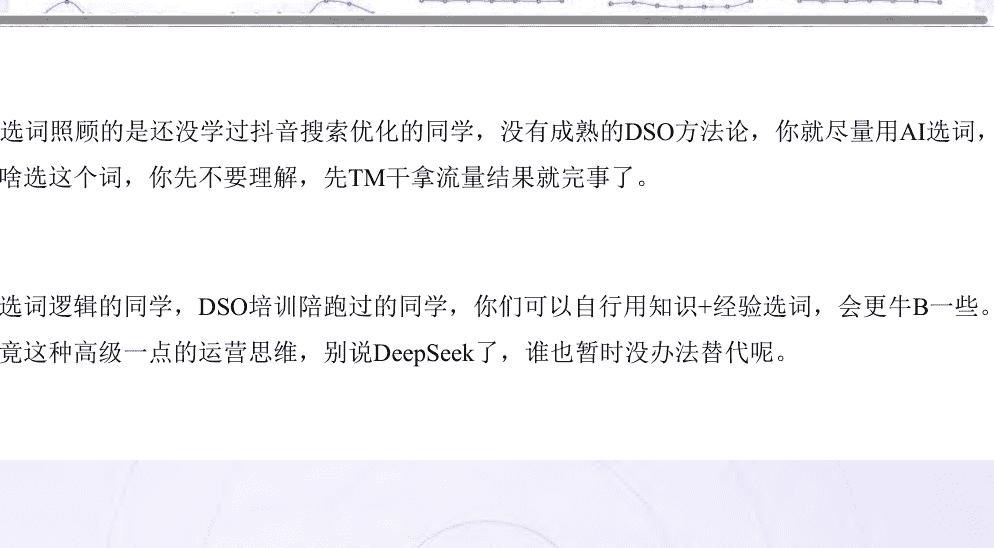 选词照顾的是还没学过抖音搜索优化的同学，没有成熟的DSO方法论，你就尽量用AI选词，
啥选这个词，你先不要理解，先TM干拿流量结果就完事了。
选词逻辑的同学，DSO培训陪跑过的同学，你们可以自行用知识+经验选词，会更牛B一些。
竟这种高级一点的运营思维，别说DeepSeek了，谁也暂时没办法替代呢。